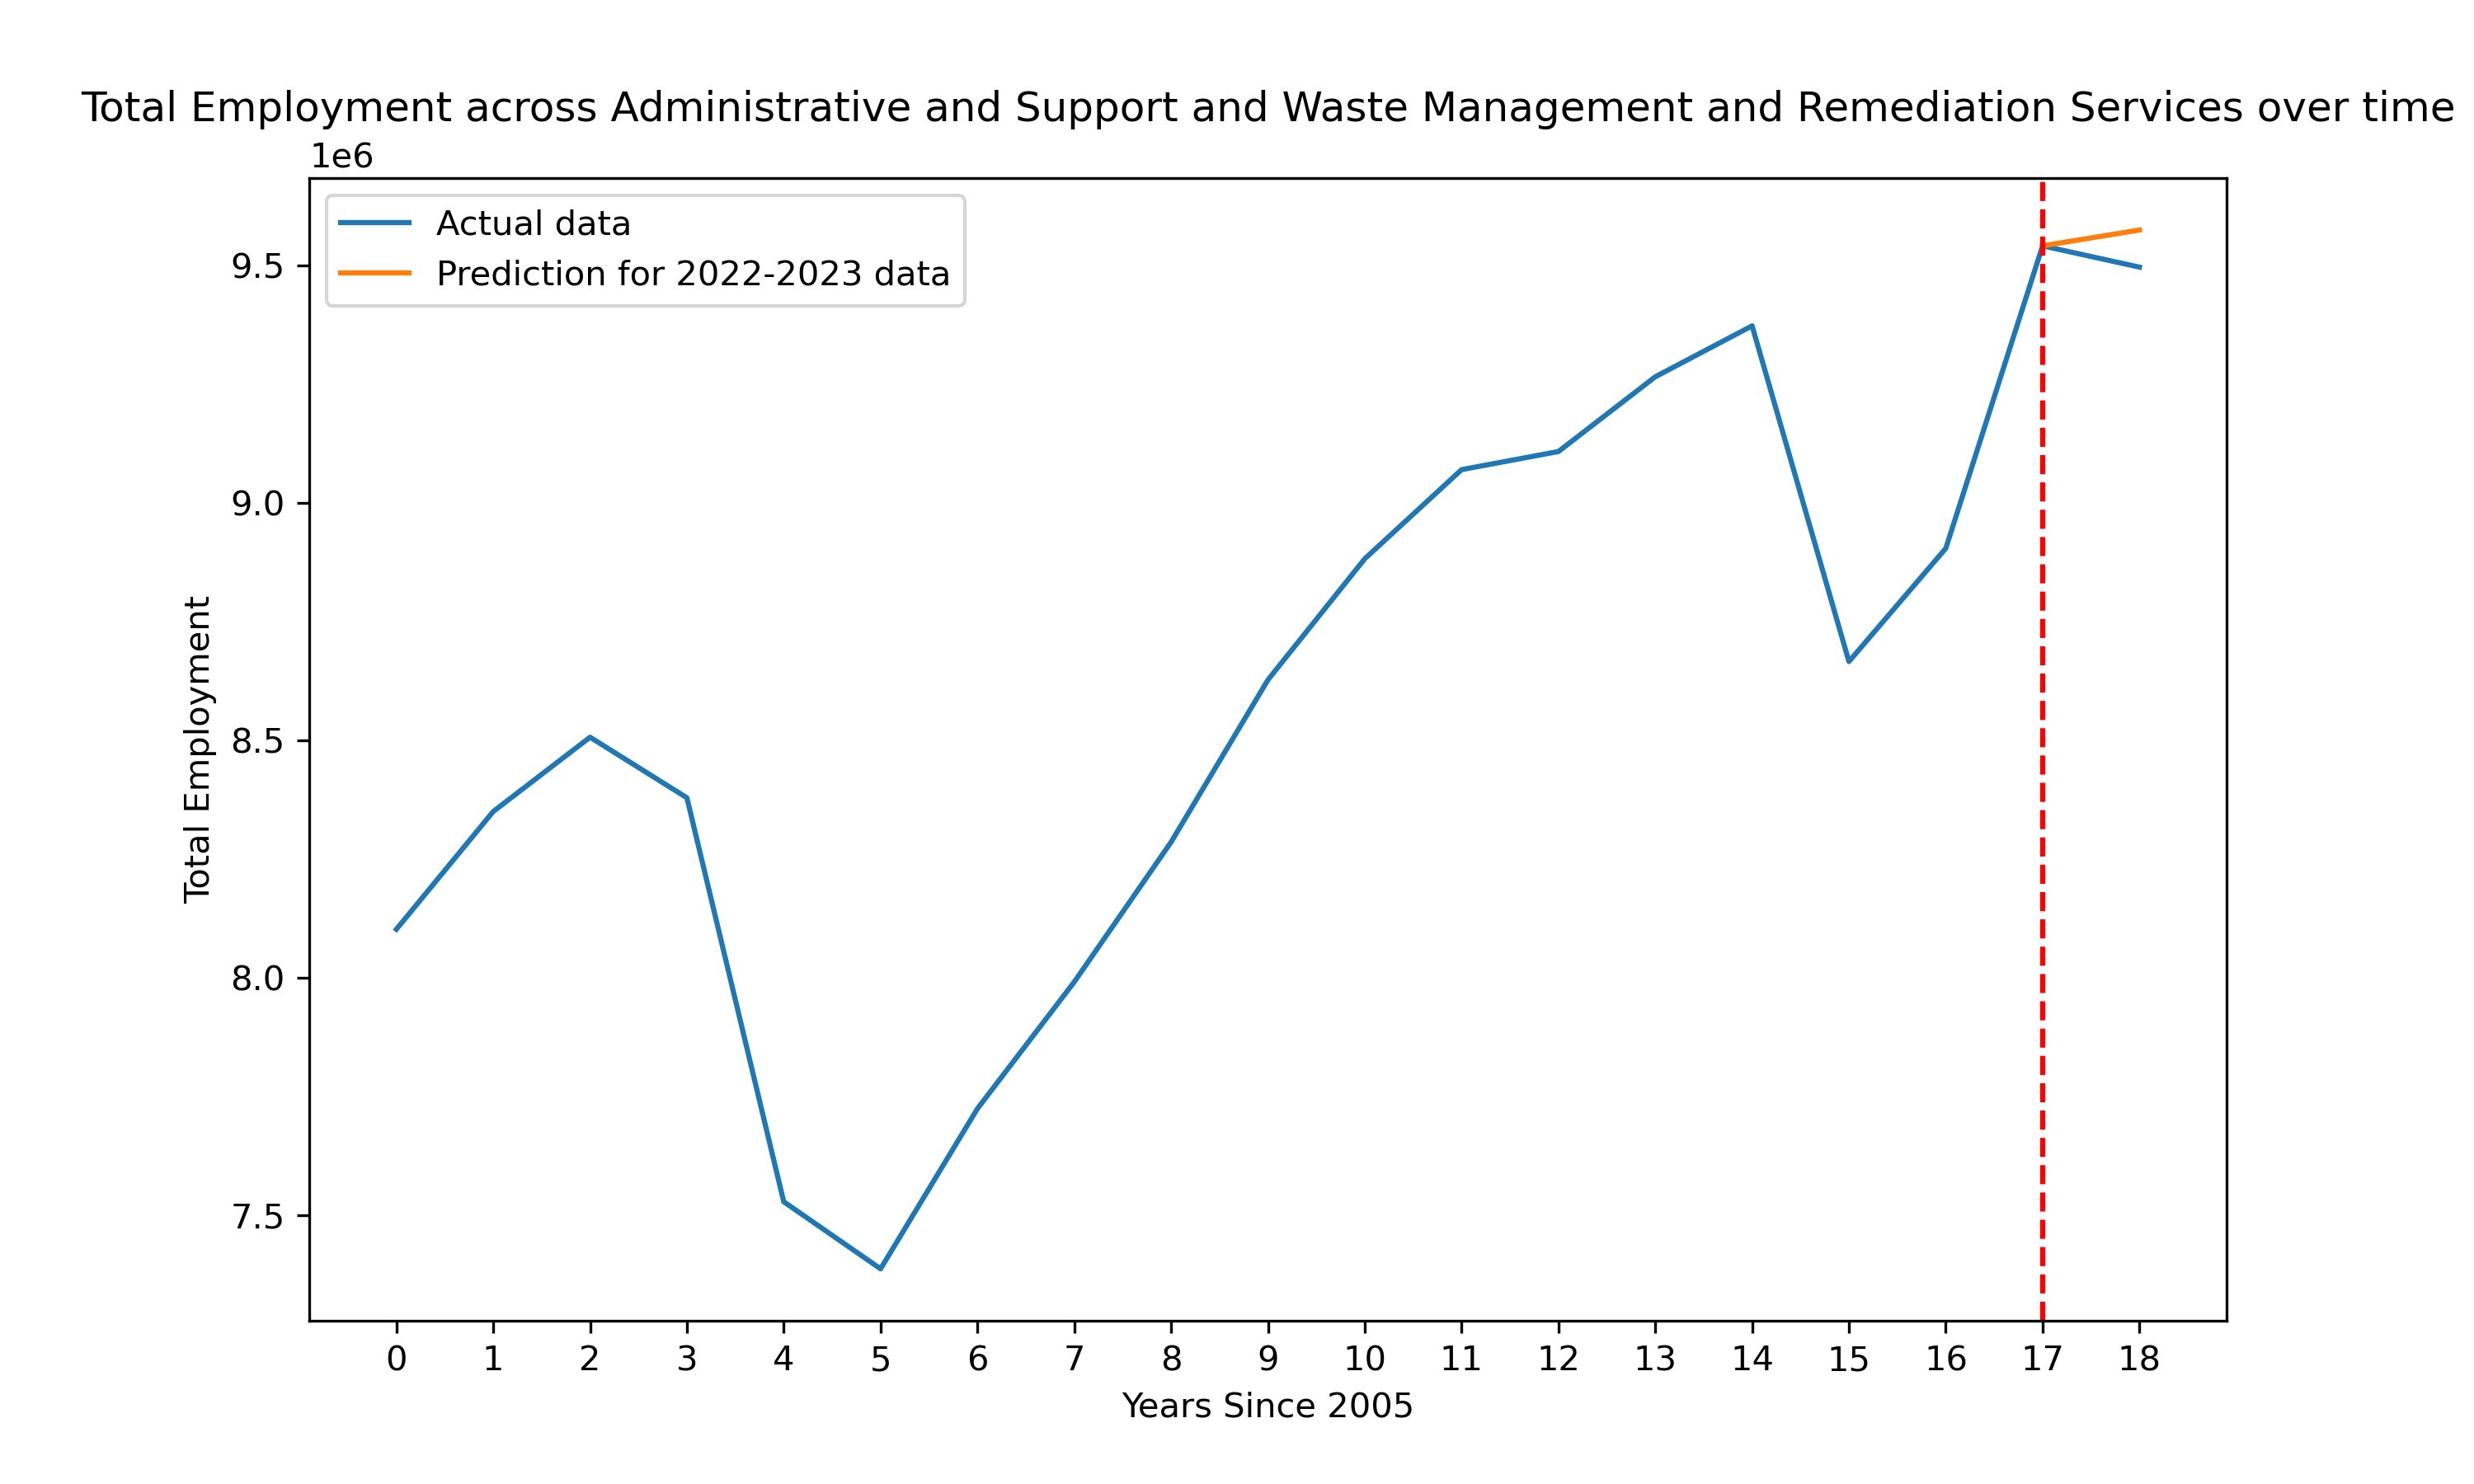 Total Employment across Administrative and Support and Waste Management and Remediation Services over time
1e6
Actual data
Prediction for 2022-2023 data
9.5
9.0
8.5
8.0
7.5
Total Employment
0 1 2 3 4 5 6 7 8 9 10 11 12 13 14 15 16 17 18
Years Since 2005